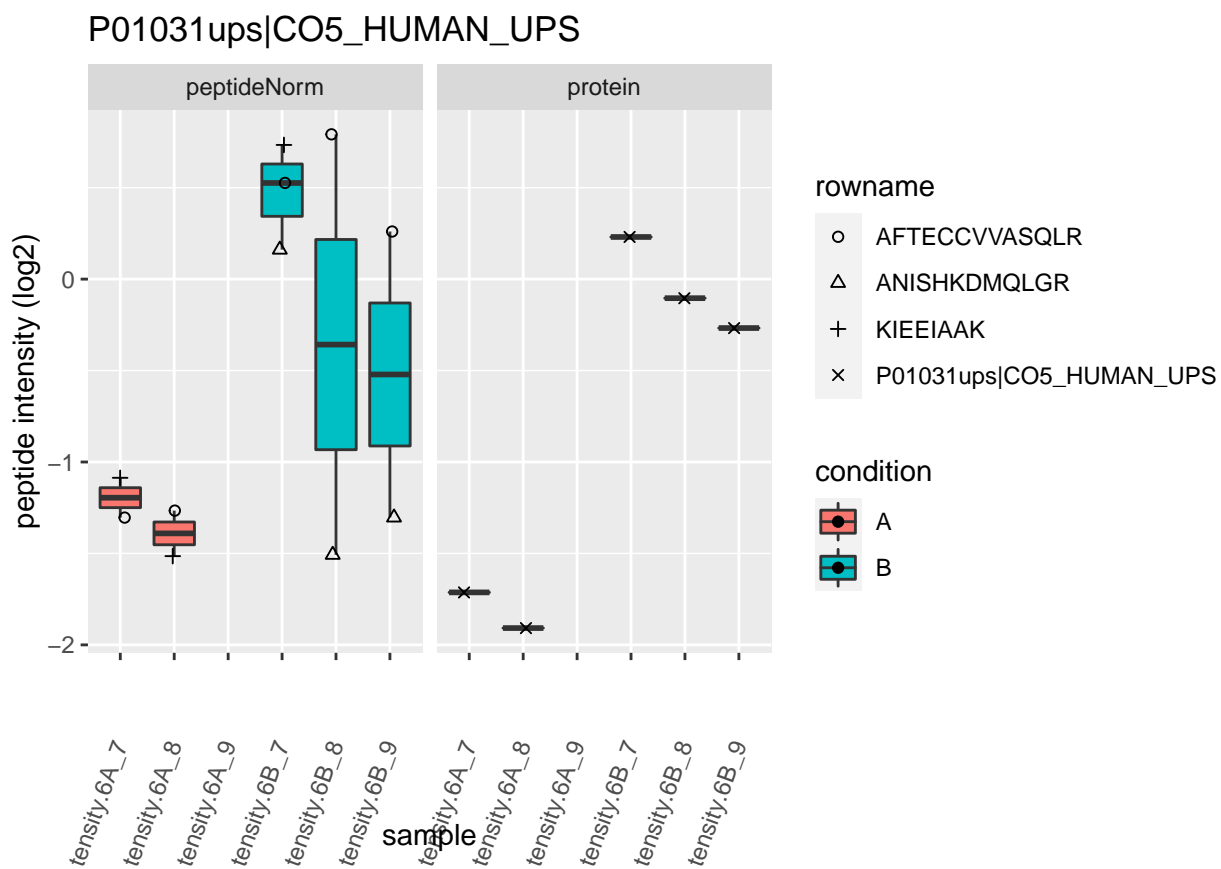 P01031ups|CO5_HUMAN_UPS
peptideNorm
protein
peptide intensity (log2)
0
−1
−2
tensity.6A_7
tensity.6A_8
tensity.6A_9
tensity.6B_7
tensity.6B_8
tensity.6B_9
tensity.6A_7
tensity.6A_8
tensity.6A_9
tensity.6B_7
tensity.6B_8
tensity.6B_9
sample
rowname
AFTECCVVASQLR
ANISHKDMQLGR
KIEEIAAK
P01031ups|CO5_HUMAN_UPS
condition
A
B